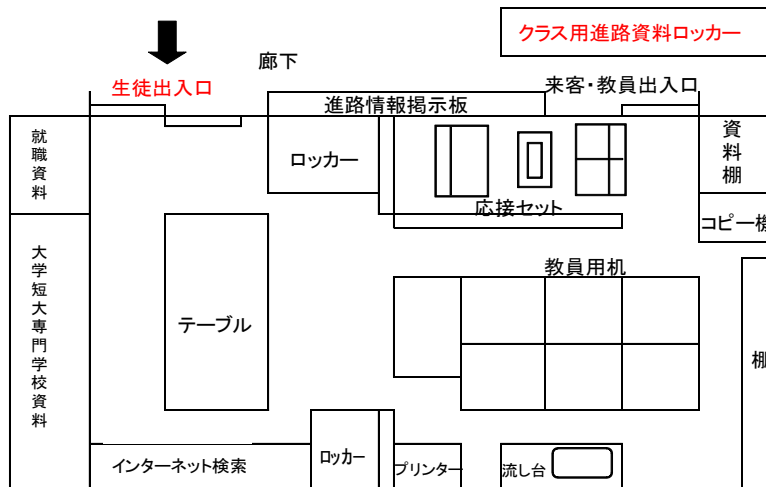 クラス用進路資料ロッカー
廊下
生徒出入口
来客・教員出入口
進路情報掲示板
就職資料
ロッカー
資料棚
応接セット
コピー機
大学短大専門学校資料
教員用机
テーブル
棚
インターネット検索
ロッカー
プリンター
流し台